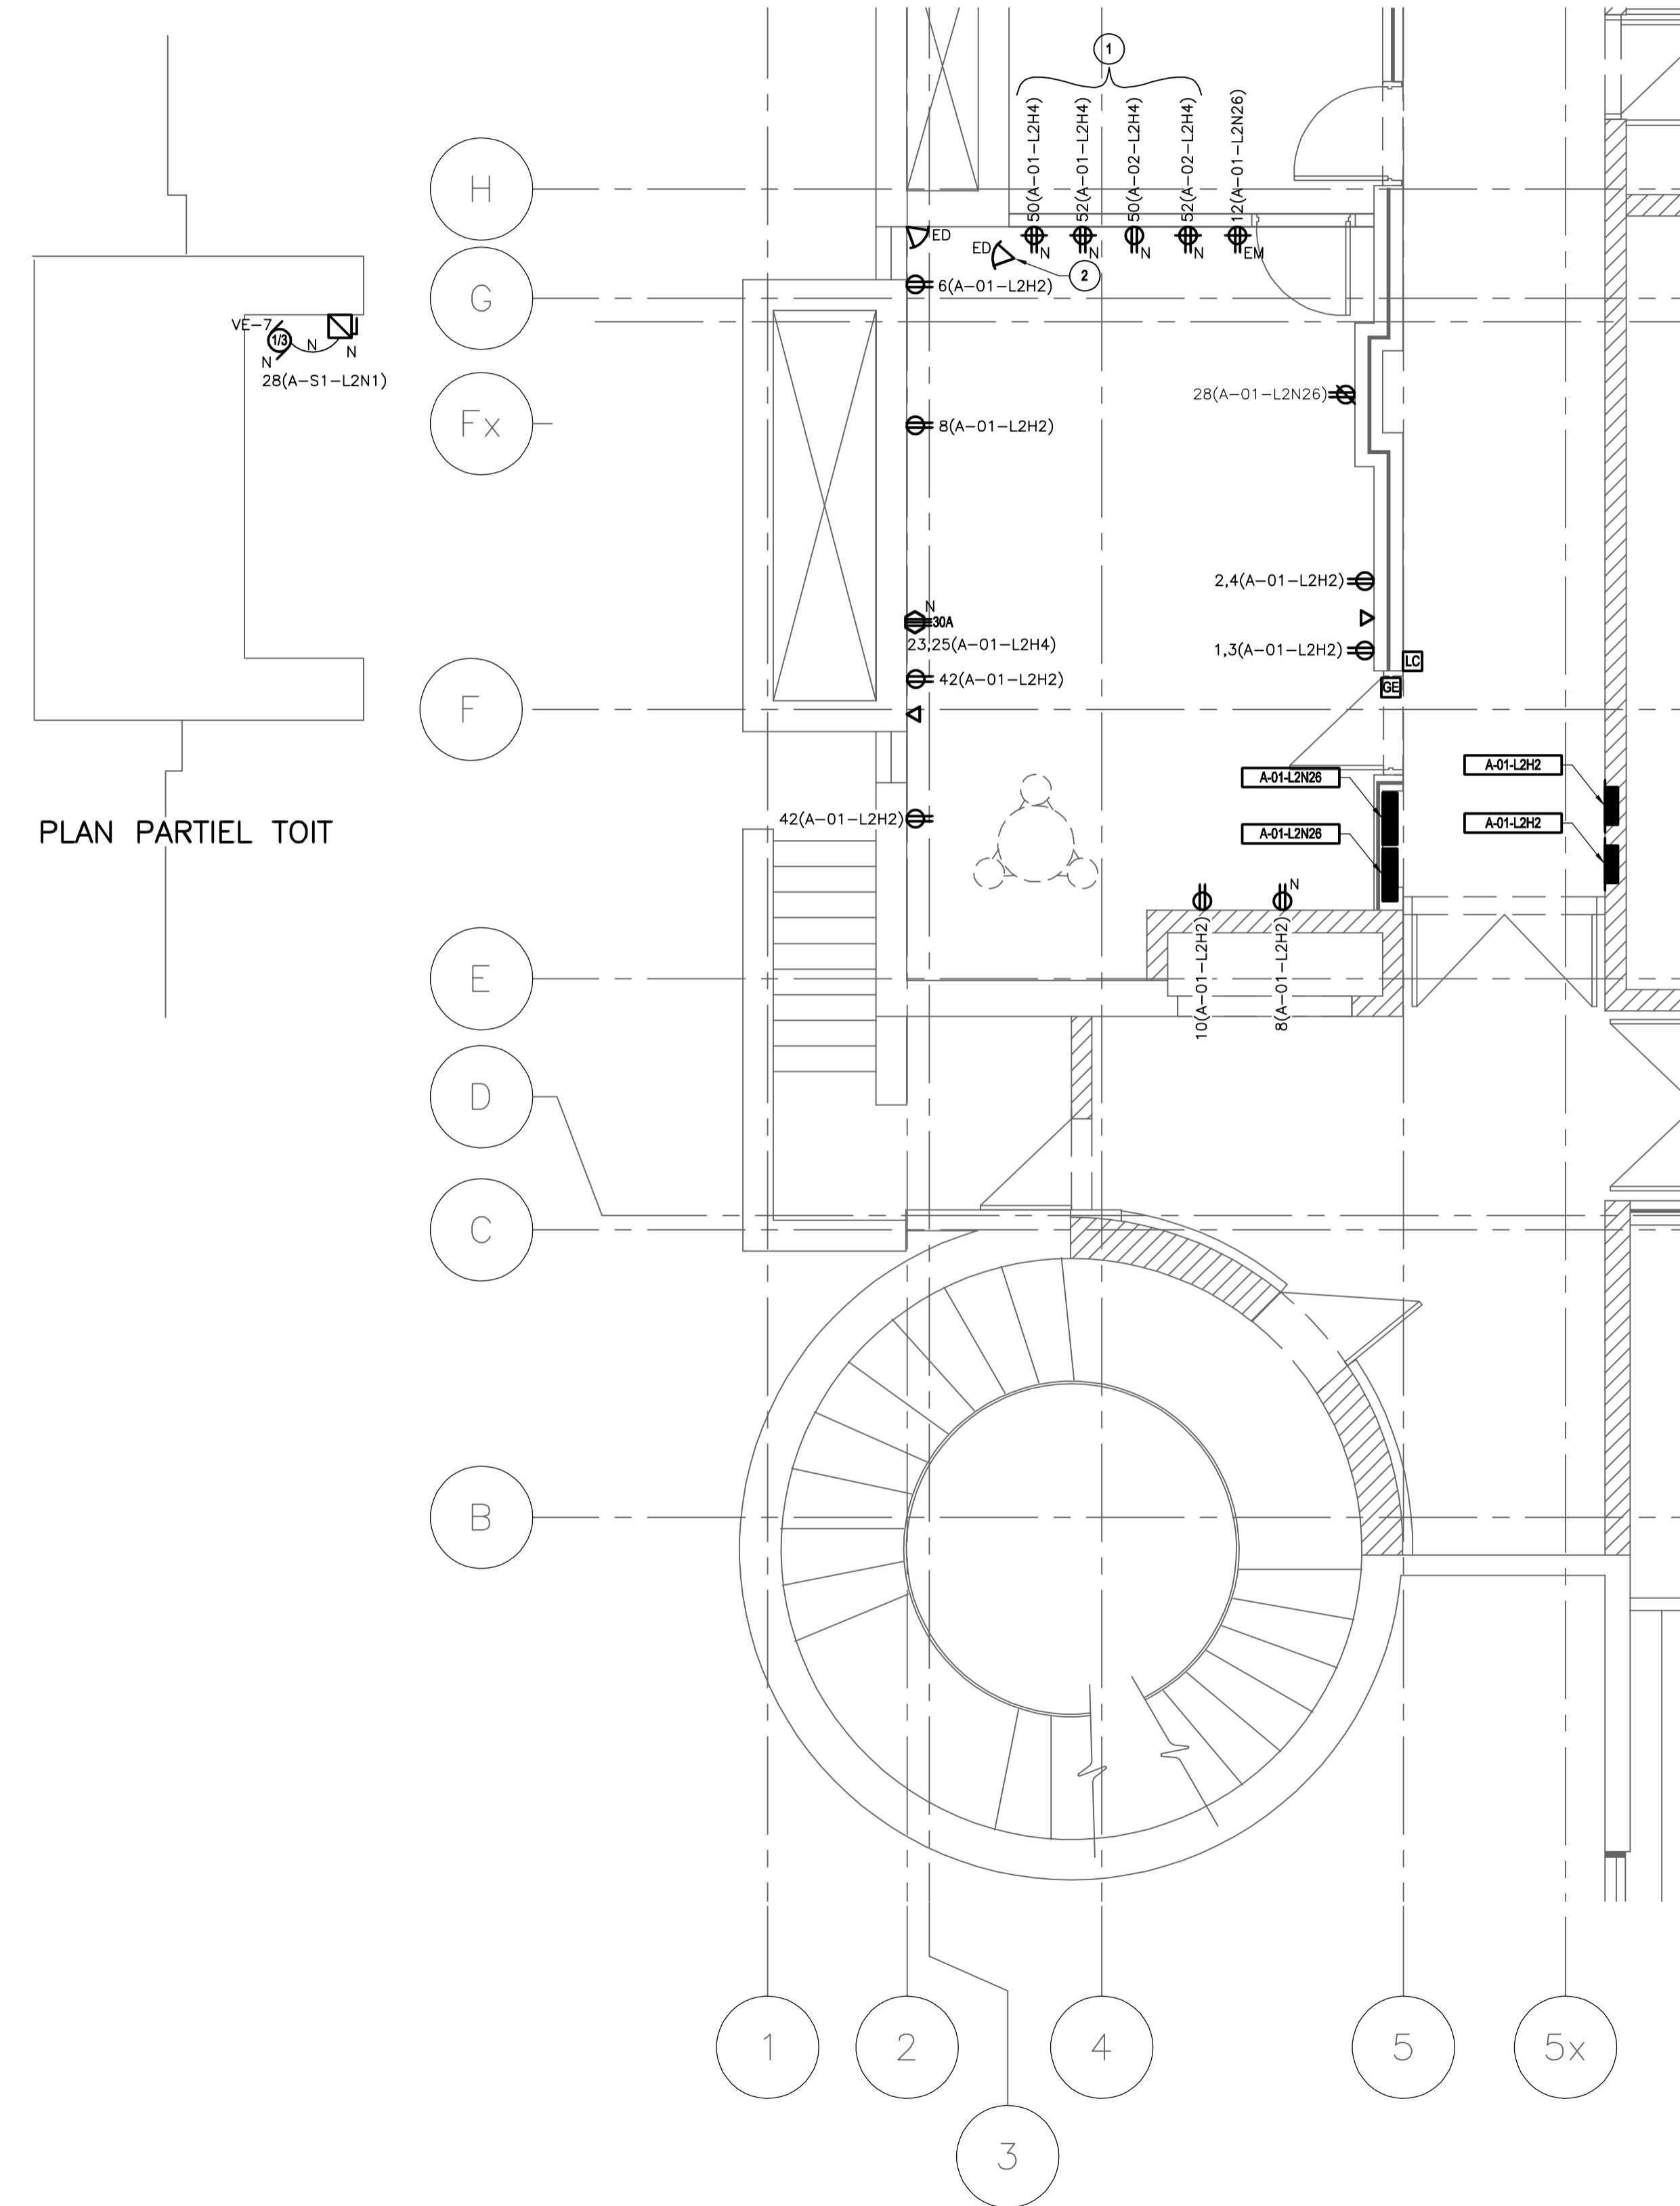 1
50(A-01-L2H4)
52(A-01-L2H4)
50(A-02-L2H4)
52(A-02-L2H4)
12(A-01-L2N26)
H
ED
ED
N
N
N
N
EM
2
6(A-01-L2H2)
G
VE-7
1/3
N
N
N
28(A-S1-L2N1)
28(A-01-L2N26)
Fx
8(A-01-L2H2)
2,4(A-01-L2H2)
N
30A
23,25(A-01-L2H4)
1,3(A-01-L2H2)
LC
42(A-01-L2H2)
GE
F
A-01-L2N26
A-01-L2H2
42(A-01-L2H2)
A-01-L2N26
A-01-L2H2
PLAN PARTIEL TOIT
N
10(A-01-L2H2)
8(A-01-L2H2)
E
D
C
B
1
2
4
5
5x
3